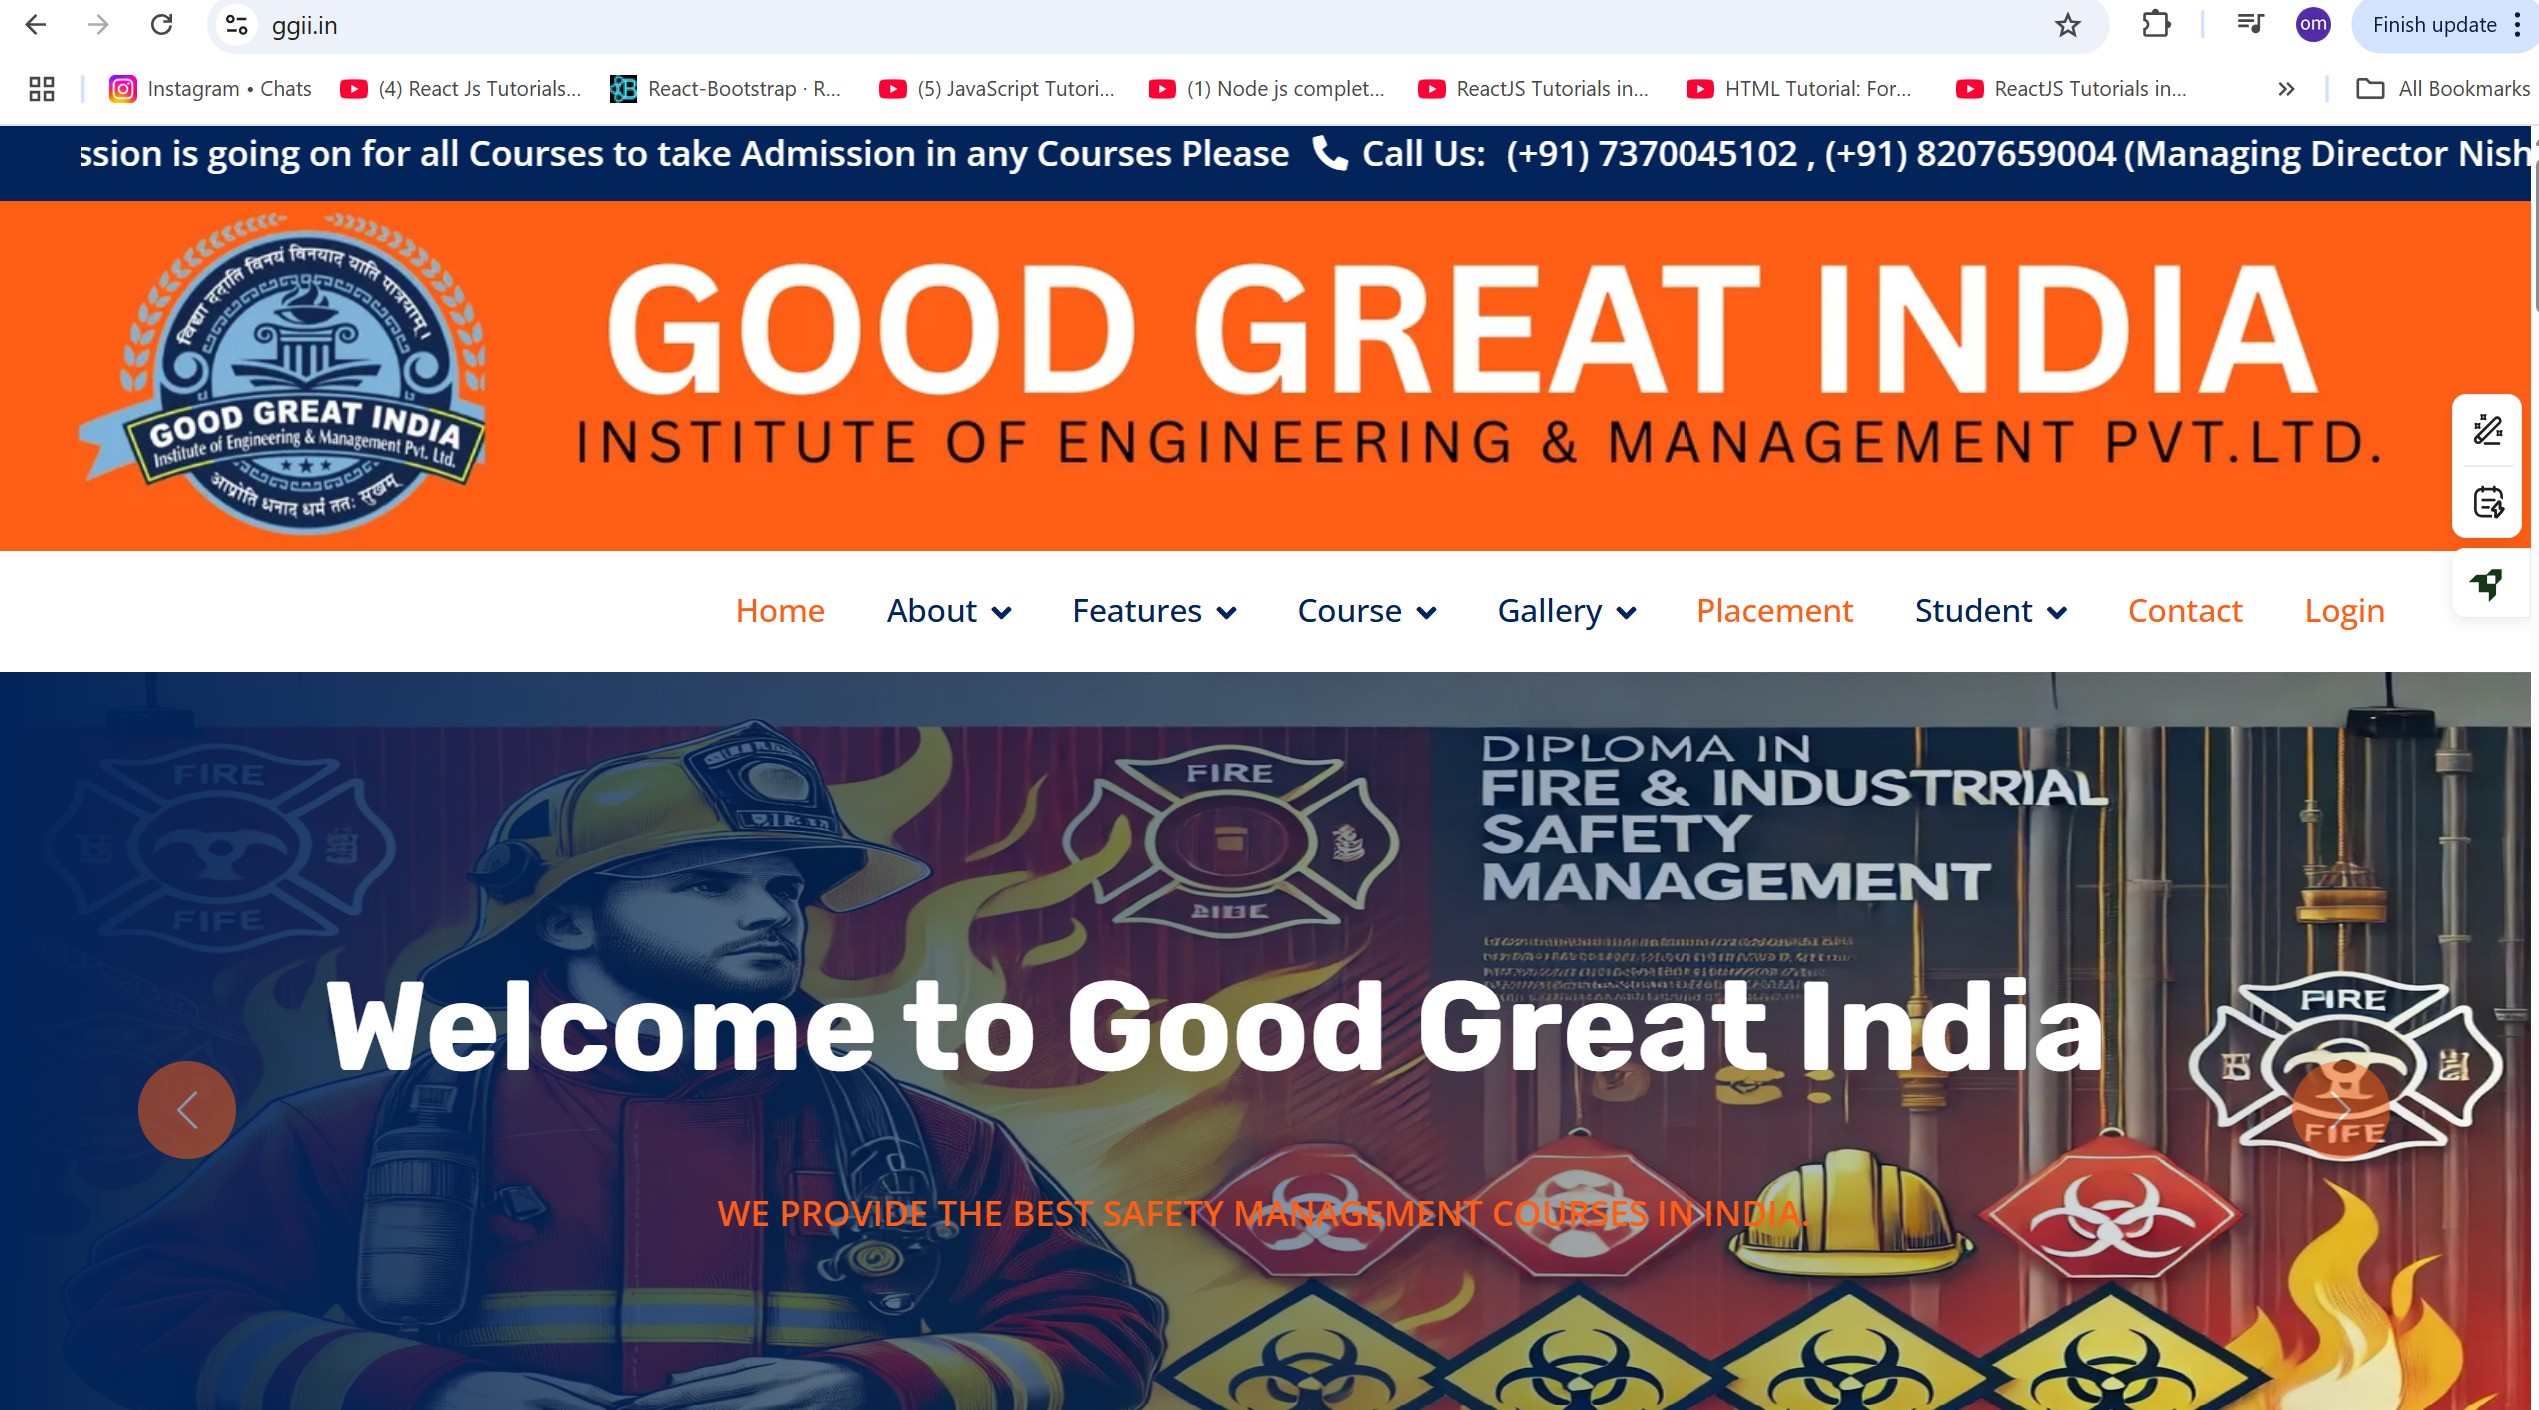 ggii.in
om
Finish update
Instagram • Chats
(4) React Js Tutorials...
React-Bootstrap · R...
(5) JavaScript Tutori...
(1) Node js complet...
ReactJS Tutorials in...
HTML Tutorial: For...
ReactJS Tutorials in...
All Bookmarks
ssion is going on for all Courses to take Admission in any Courses Please Call Us: (+91) 7370045102 , (+91) 8207659004 (Managing Director Nish
विद्या ददाति विनयं विनयाद याति पात्रयाम्।
GOOD GREAT INDIA
Institute of Engineering & Management Pvt. Ltd.
आप्नोति धनाद धर्मं ततः सुखम्
GOOD GREAT INDIA
INSTITUTE OF ENGINEERING & MANAGEMENT PVT.LTD.
Home
About
Features
Course
Gallery
Placement
Student
Contact
Login
FIRE
FIFE
FIRE
DIPLOMA IN
FIRE & INDUSTRRIAL
SAFETY
MANAGEMENT
Welcome to Good Great India
FIRE
FIFE
WE PROVIDE THE BEST SAFETY MANAGEMENT COURSES IN INDIA.